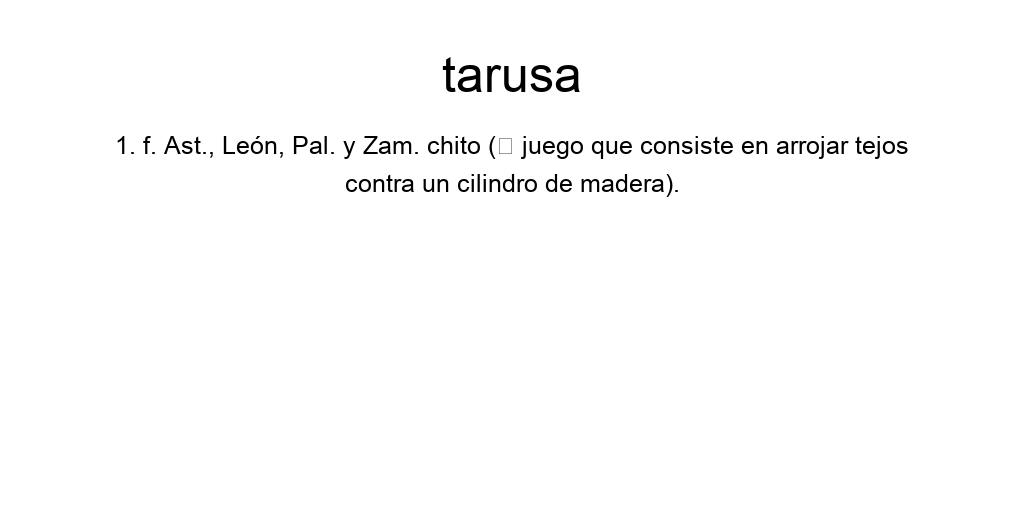 tarusa
1. f. Ast., León, Pal. y Zam. chito (▯ juego que consiste en arrojar tejos
contra un cilindro de madera).